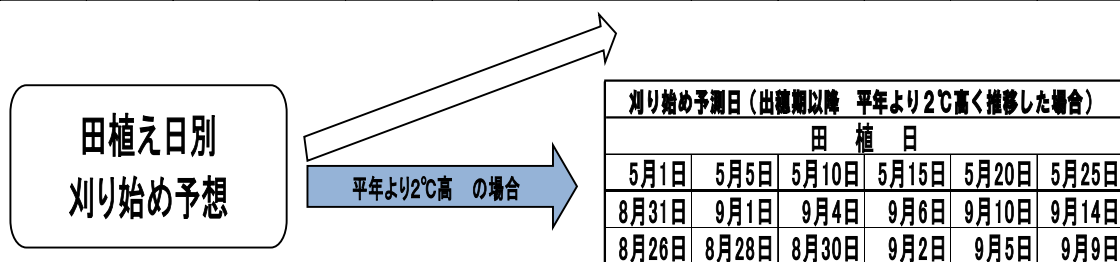 田植え日別
刈り始め予想
平年より2℃高 の場合
刈り始め予測日（出穂期以降 平年より２℃高く推移した場合）
田 植 日
5月1日 5月5日 5月10日 5月15日 5月20日 5月25日
8月31日 9月1日 9月4日 9月6日 9月10日 9月14日
8月26日 8月28日 8月30日 9月2日 9月5日 9月9日